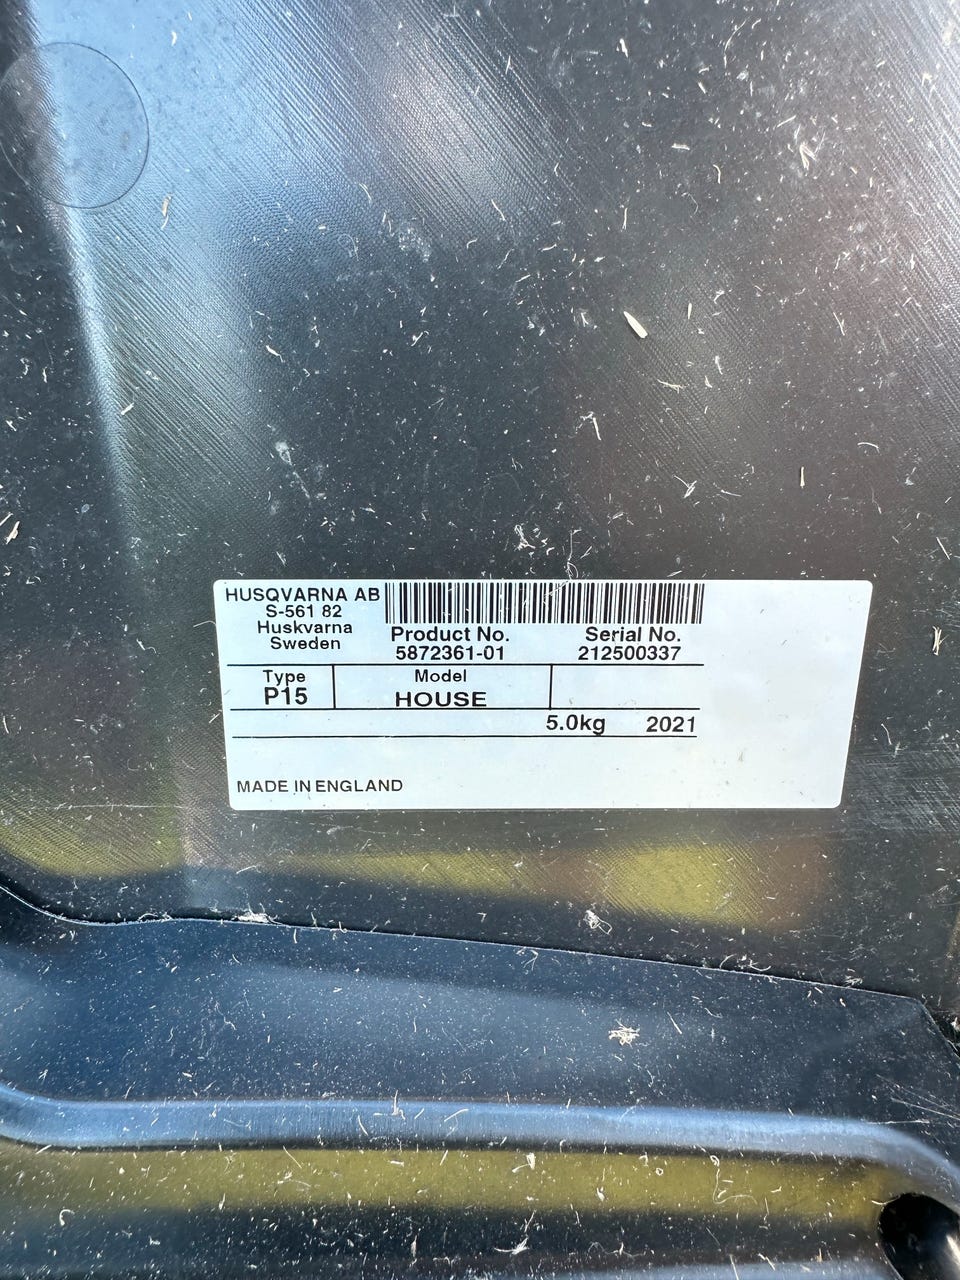 HUSQVARNA AB
S-561 82
Huskvarna
Sweden
Product No. Serial No.
5872361-01 212500337
Type Model
P15 HOUSE
5.0kg 2021
MADE IN ENGLAND